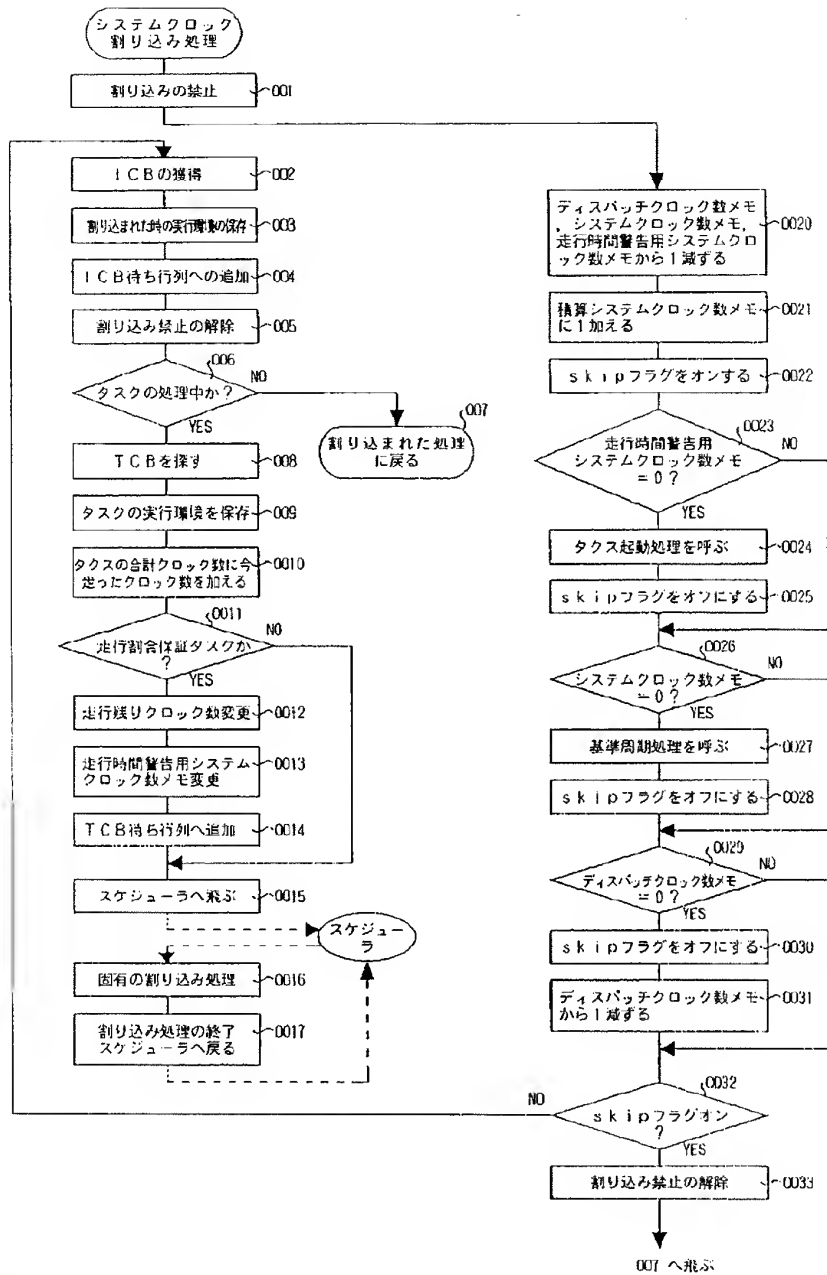 システムクロック
割り込み処理
割り込みの禁止
001
ICBの獲得
002
割り込まれた時の実行環境の保存
003
ICB待ち行列への追加
004
割り込み禁止の解除
005
006
タスクの処理中か?
NO
YES
007
割り込まれた処理
に戻る
TCBを探す
008
タスクの実行環境を保存
009
タクスの合計クロック数に今
走ったクロック数を加える
0010
0011
走行割合保証タスクか
?
NO
YES
走行残りクロック数変更
0012
走行時間警告用システム
クロック数メモ変更
0013
TCB待ち行列へ追加
0014
スケジューラへ飛ぶ
0015
スケジュー
ラ
固有の割り込み処理
0016
割り込み処理の終了
スケジューラへ戻る
0017
ディスパッチクロック数メモ
,システムクロック数メモ,
走行時間警告用システムクロ
ック数メモから1減ずる
0020
積算システムクロック数メモ
に1加える
0021
skipフラグをオンする
0022
0023
走行時間警告用
システムクロック数メモ
=0?
NO
YES
タクス起動処理を呼ぶ
0024
skipフラグをオフにする
0025
0026
システムクロック数メモ
=0?
NO
YES
基準周期処理を呼ぶ
0027
skipフラグをオフにする
0028
0029
ディスパッチクロック数メモ
=0?
NO
YES
skipフラグをオフにする
0030
ディスパッチクロック数メモ
から1減ずる
0031
0032
NO
skipフラグオン
?
YES
割り込み禁止の解除
0033
007 へ飛ぶ